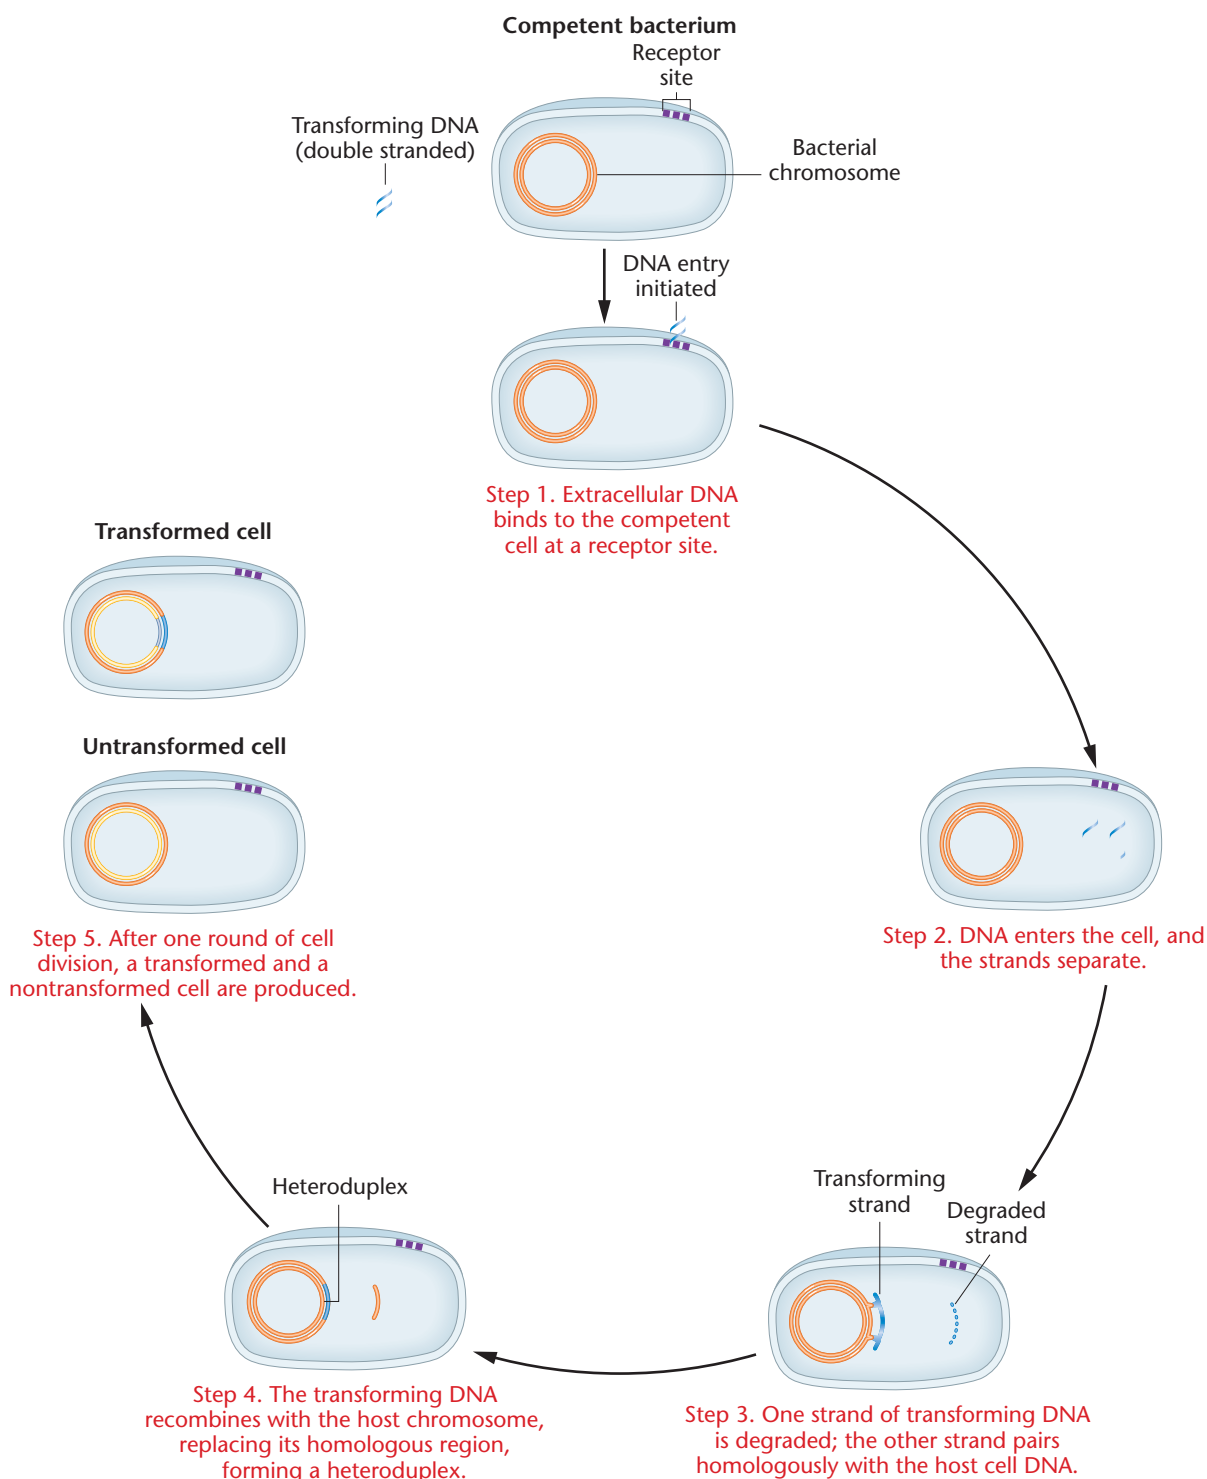 Competent bacterium
Receptor
site
Transforming DNA
(double stranded)
Bacterial
chromosome
DNA entry
initiated
Step 1. Extracellular DNA
binds to the competent
cell at a receptor site.
Transformed cell
Untransformed cell
Step 5. After one round of cell
division, a transformed and a
nontransformed cell are produced.
Step 2. DNA enters the cell, and
the strands separate.
Heteroduplex
Transforming
strand
Degraded
strand
Step 4. The transforming DNA
recombines with the host chromosome,
replacing its homologous region,
forming a heteroduplex.
Step 3. One strand of transforming DNA
is degraded; the other strand pairs
homologously with the host cell DNA.